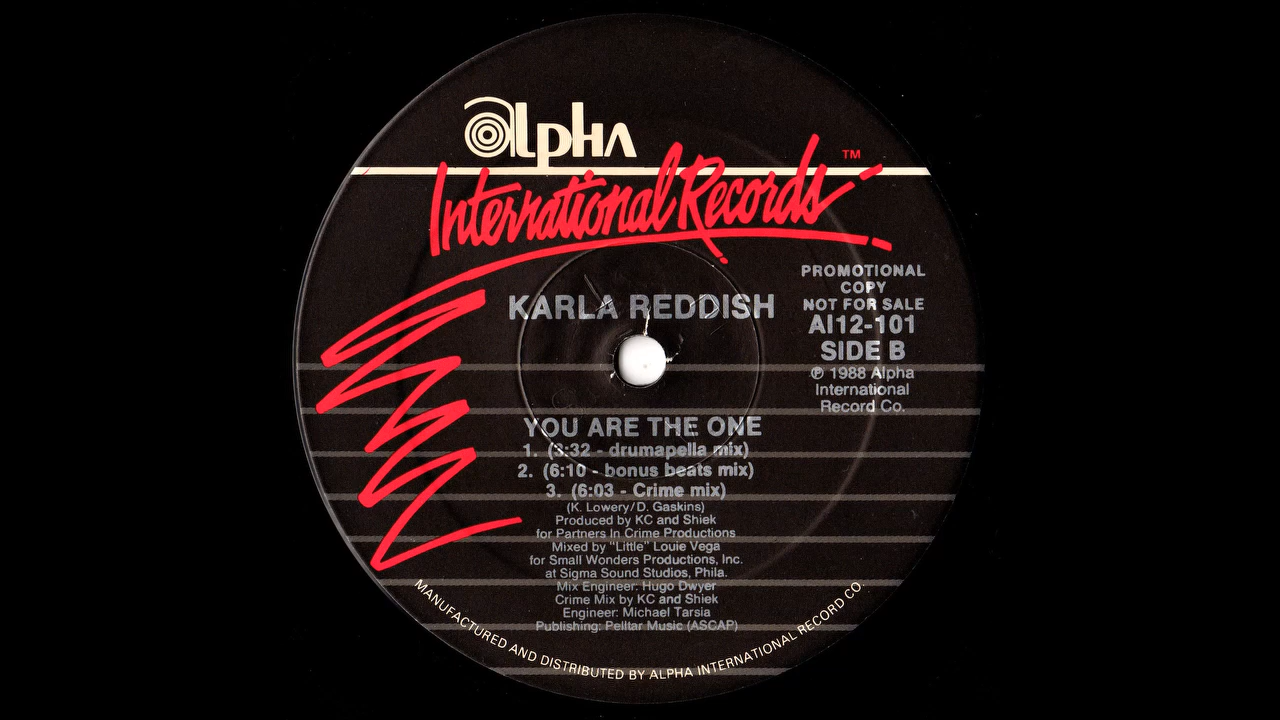 alpha
International Records™
KARLA REDDISH
PROMOTIONAL
COPY
NOT FOR SALE
AI12-101
SIDE B
℗ 1988 Alpha
International
Record Co.
YOU ARE THE ONE
1. (3:32 - drumapella mix)
2. (6:10 - bonus beats mix)
3. (6:03 - Crime mix)
(K. Lowery/D. Gaskins)
Produced by KC and Shiek
for Partners In Crime Productions
Mixed by "Little" Louie Vega
for Small Wonders Productions, Inc.
at Sigma Sound Studios, Phila.
Mix Engineer: Hugo Dwyer
Crime Mix by KC and Shiek
Engineer: Michael Tarsia
Publishing: Pelltar Music (ASCAP)
MANUFACTURED AND DISTRIBUTED BY ALPHA INTERNATIONAL RECORD CO.